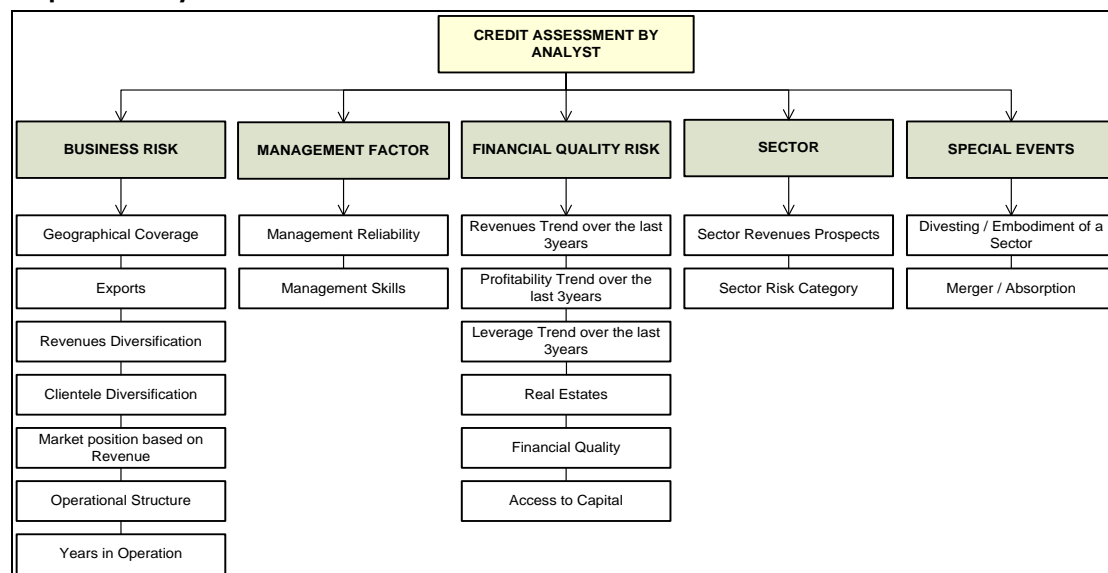 CREDIT ASSESSMENT BY
ANALYST
BUSINESS RISK
MANAGEMENT FACTOR
FINANCIAL QUALITY RISK
SECTOR
SPECIAL EVENTS
Geographical Coverage
Exports
Revenues Diversification
Clientele Diversification
Market position based on
Revenue
Operational Structure
Years in Operation
Management Reliability
Management Skills
Revenues Trend over the last
3years
Profitability Trend over the
last 3years
Leverage Trend over the last
3years
Real Estates
Financial Quality
Access to Capital
Sector Revenues Prospects
Sector Risk Category
Divesting / Embodiment of a
Sector
Merger / Absorption